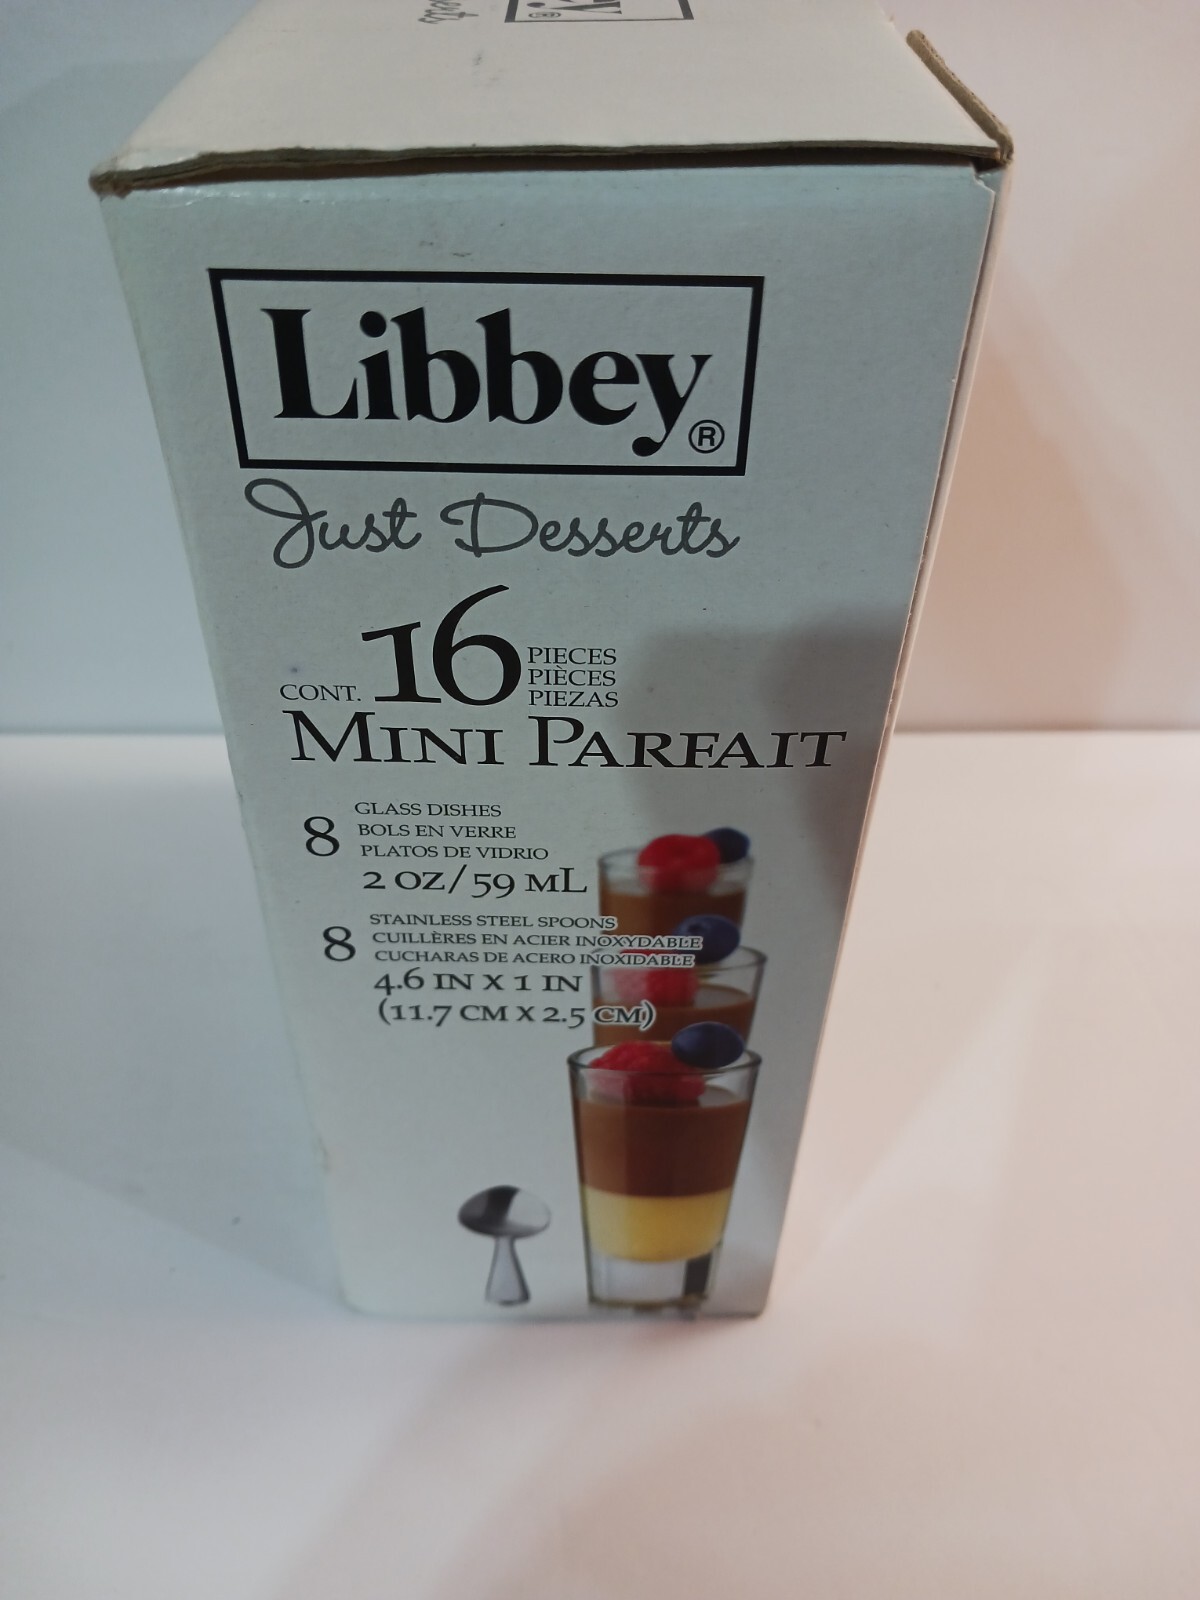 Libbey®
Just Desserts
CONT. 16 PIECES
PIÈCES
PIEZAS
MINI PARFAIT
8 GLASS DISHES
BOLS EN VERRE
PLATOS DE VIDRIO
2 OZ/59 ML
8 STAINLESS STEEL SPOONS
CUILLÈRES EN ACIER INOXYDABLE
CUCHARAS DE ACERO INOXIDABLE
4.6 IN X 1 IN
(11.7 CM X 2.5 CM)